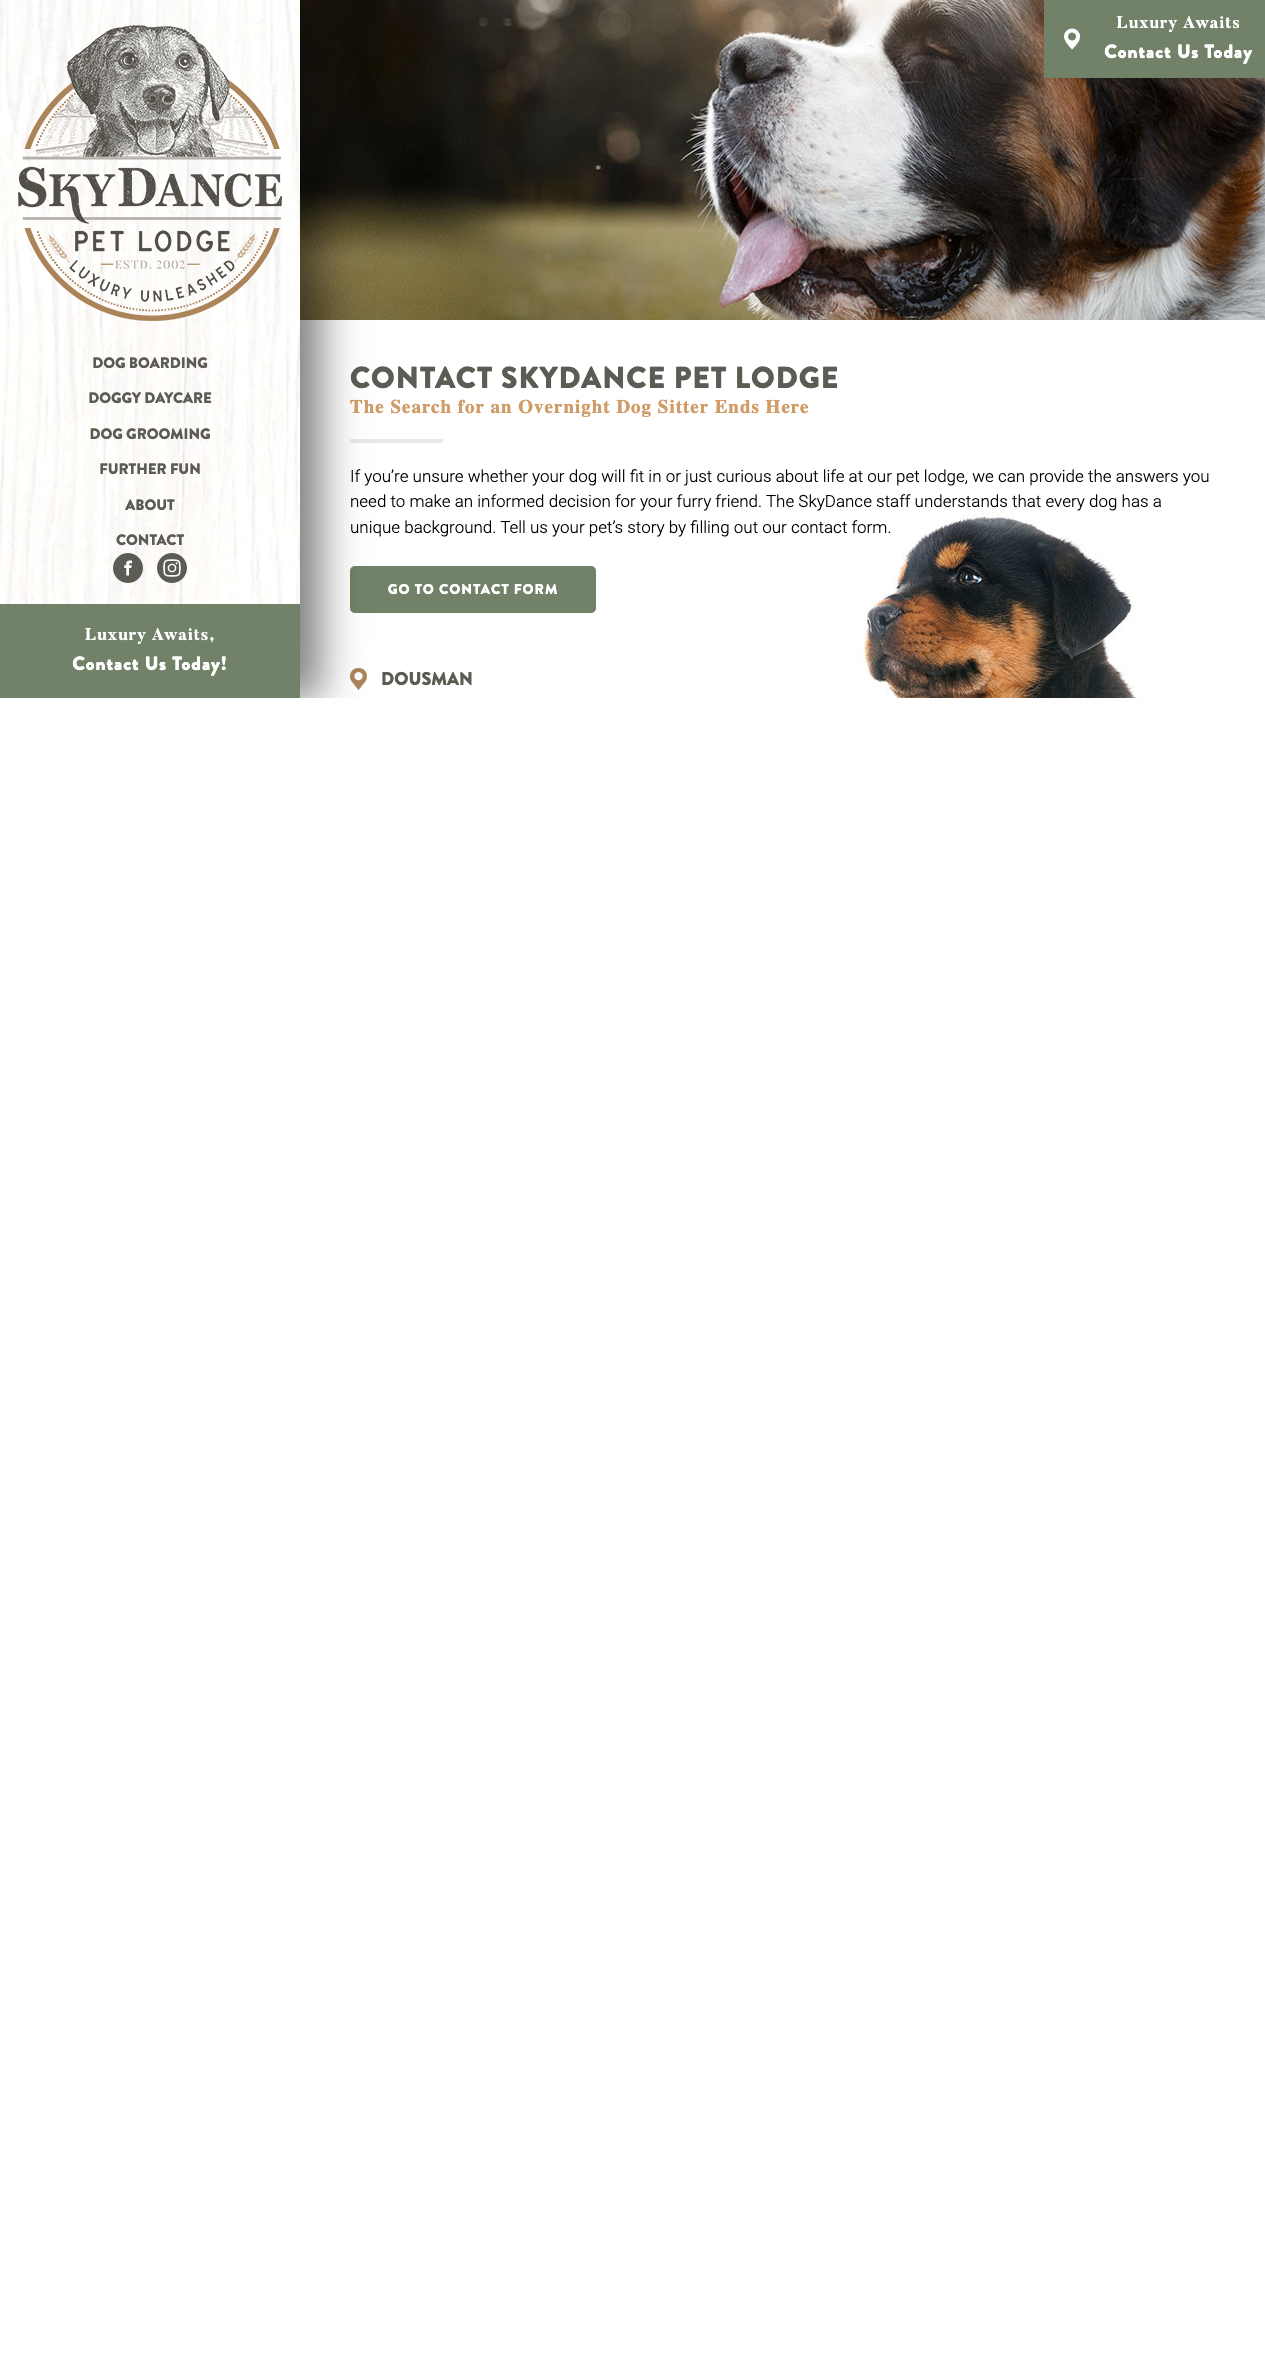 SKYDANCE
PET LODGE
ESTD. 2002
LUXURY UNLEASHED
DOG BOARDING
DOGGY DAYCARE
DOG GROOMING
FURTHER FUN
ABOUT
CONTACT
Luxury Awaits,
Contact Us Today!
Luxury Awaits
Contact Us Today
CONTACT SKYDANCE PET LODGE
The Search for an Overnight Dog Sitter Ends Here
If you’re unsure whether your dog will fit in or just curious about life at our pet lodge, we can provide the answers you
need to make an informed decision for your furry friend. The SkyDance staff understands that every dog has a
unique background. Tell us your pet’s story by filling out our contact form.
GO TO CONTACT FORM
DOUSMAN